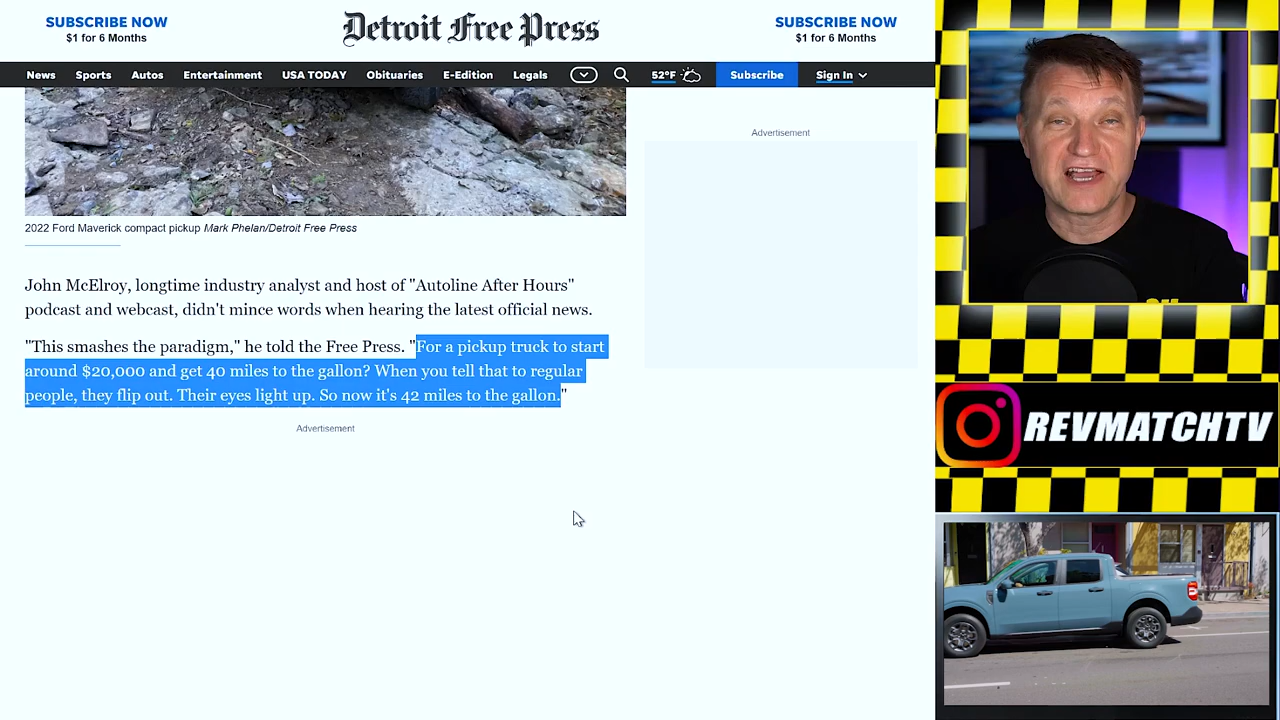 SUBSCRIBE NOW
$1 for 6 Months
Detroit Free Press
SUBSCRIBE NOW
$1 for 6 Months
News Sports Autos Entertainment USA TODAY Obituaries E-Edition Legals 52°F Subscribe Sign In
Advertisement
2022 Ford Maverick compact pickup Mark Phelan/Detroit Free Press
John McElroy, longtime industry analyst and host of "Autoline After Hours"
podcast and webcast, didn't mince words when hearing the latest official news.
"This smashes the paradigm," he told the Free Press. "For a pickup truck to start
around $20,000 and get 40 miles to the gallon? When you tell that to regular
people, they flip out. Their eyes light up. So now it's 42 miles to the gallon."
Advertisement
REVMATCHTV